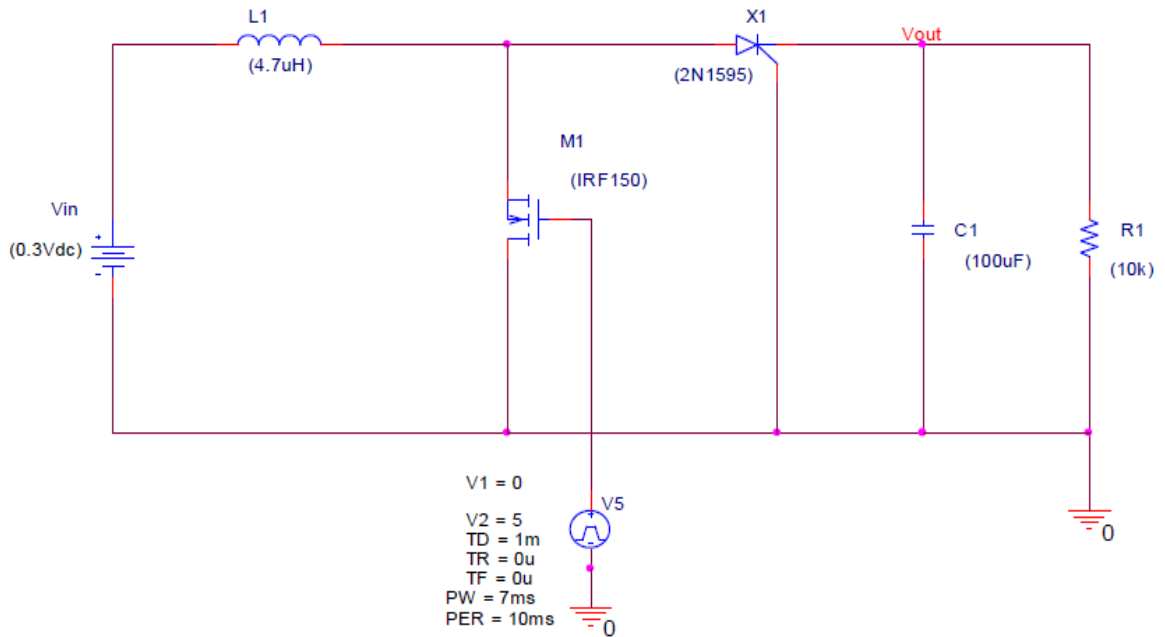 L1
(4.7uH)
X1
(2N1595)
Vout
M1
(IRF150)
Vin
+
(0.3Vdc)
-
C1
(100uF)
R1
(10k)
V1 = 0
V2 = 5
TD = 1m
TR = 0u
TF = 0u
PW = 7ms
PER = 10ms
V5
+
-
0
0